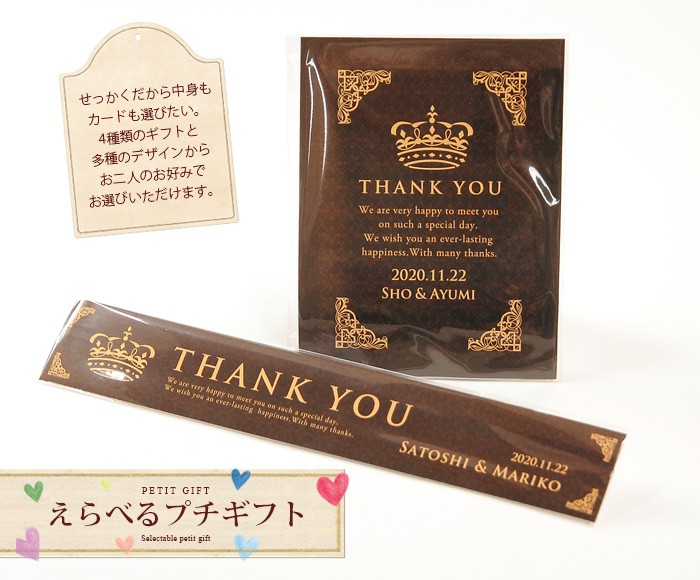 せっかくだから中身も
カードも選びたい。
4種類のギフトと
多種のデザインから
お二人のお好みで
お選びいただけます。
THANK YOU
We are very happy to meet you
on such a special day.
We wish you an ever-lasting
happiness.With many thanks.
2020.11.22
SHO & AYUMI
THANK YOU
We are very happy to meet you on such a special day.
We wish you an ever-lasting happiness.With many thanks.
2020.11.22
SATOSHI & MARIKO
PETIT GIFT
えらべるプチギフト
Selectable petit gift